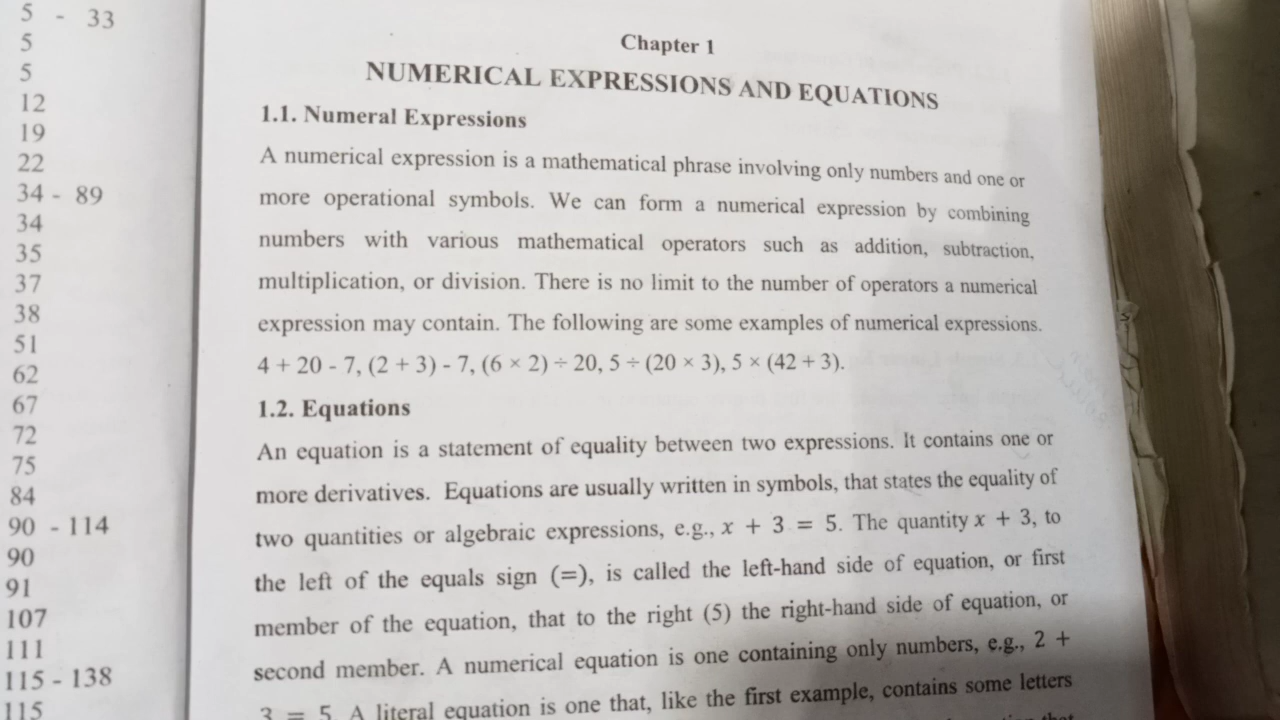 5 - 33
5
5
12
19
22
34 - 89
34
35
37
38
51
62
67
72
75
84
90 - 114
90
91
107
111
115 - 138
115
Chapter 1
NUMERICAL EXPRESSIONS AND EQUATIONS
1.1. Numeral Expressions
A numerical expression is a mathematical phrase involving only numbers and one or
more operational symbols. We can form a numerical expression by combining
numbers with various mathematical operators such as addition, subtraction,
multiplication, or division. There is no limit to the number of operators a numerical
expression may contain. The following are some examples of numerical expressions.
4 + 20 - 7, (2 + 3) - 7, (6 × 2) ÷ 20, 5 ÷ (20 × 3), 5 × (42 + 3).
1.2. Equations
An equation is a statement of equality between two expressions. It contains one or
more derivatives. Equations are usually written in symbols, that states the equality of
two quantities or algebraic expressions, e.g., x + 3 = 5. The quantity x + 3, to
the left of the equals sign (=), is called the left-hand side of equation, or first
member of the equation, that to the right (5) the right-hand side of equation, or
second member. A numerical equation is one containing only numbers, e.g., 2 +
3 = 5. A literal equation is one that, like the first example, contains some letters
that